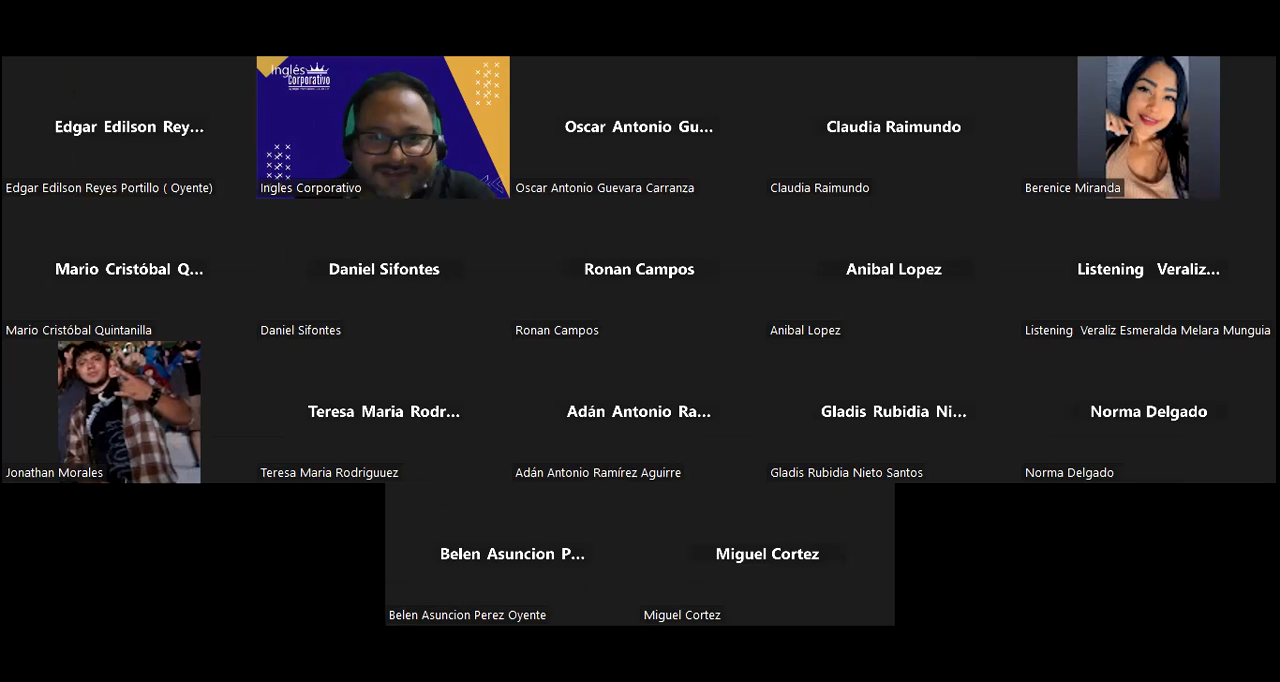 Edgar Edilson Rey...
Edgar Edilson Reyes Portillo ( Oyente)
Inglés
Corporativo
Ingles Corporativo
Oscar Antonio Gu...
Oscar Antonio Guevara Carranza
Claudia Raimundo
Claudia Raimundo
Berenice Miranda
Mario Cristóbal Q...
Mario Cristóbal Quintanilla
Daniel Sifontes
Daniel Sifontes
Ronan Campos
Ronan Campos
Anibal Lopez
Anibal Lopez
Listening Veraliz...
Listening Veraliz Esmeralda Melara Munguia
Jonathan Morales
Teresa Maria Rodr...
Teresa Maria Rodriguuez
Adán Antonio Ra...
Adán Antonio Ramírez Aguirre
Gladis Rubidia Ni...
Gladis Rubidia Nieto Santos
Norma Delgado
Norma Delgado
Belen Asuncion P...
Belen Asuncion Perez Oyente
Miguel Cortez
Miguel Cortez